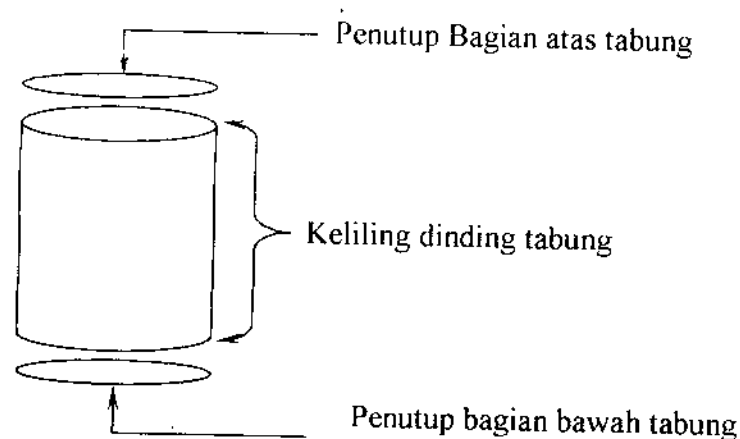 Penutup Bagian atas tabung
Keliling dinding tabung
Penutup bagian bawah tabung